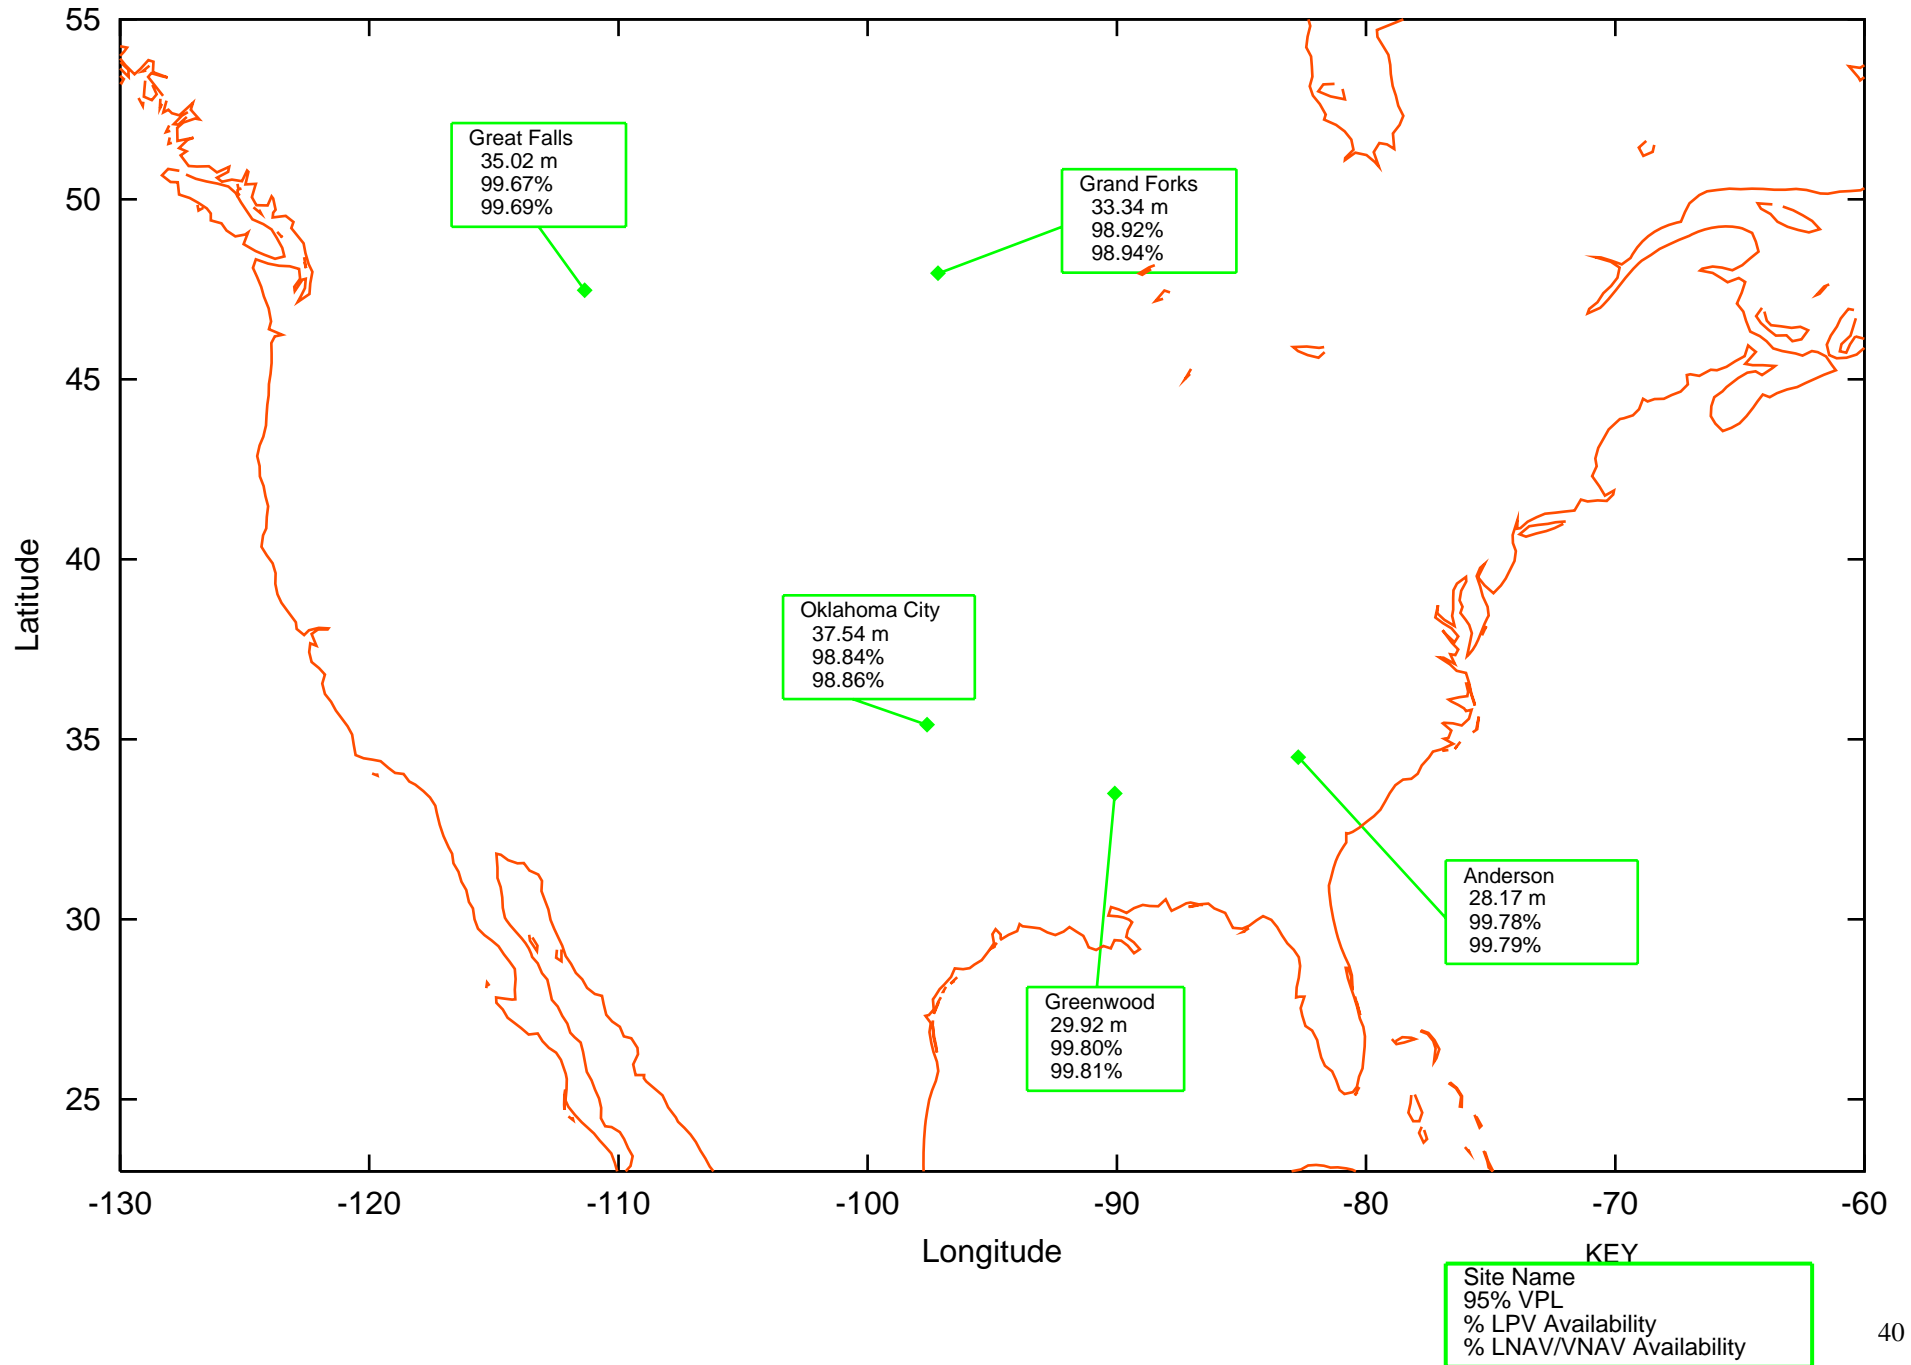 55
50
45
40
35
30
25
Latitude
Great Falls
35.02 m
99.67%
99.69%
Grand Forks
33.34 m
98.92%
98.94%
Oklahoma City
37.54 m
98.84%
98.86%
Anderson
28.17 m
99.78%
99.79%
Greenwood
29.92 m
99.80%
99.81%
-130 -120 -110 -100 -90 -80 -70 -60
Longitude
KEY
Site Name
95% VPL
% LPV Availability
% LNAV/VNAV Availability
40